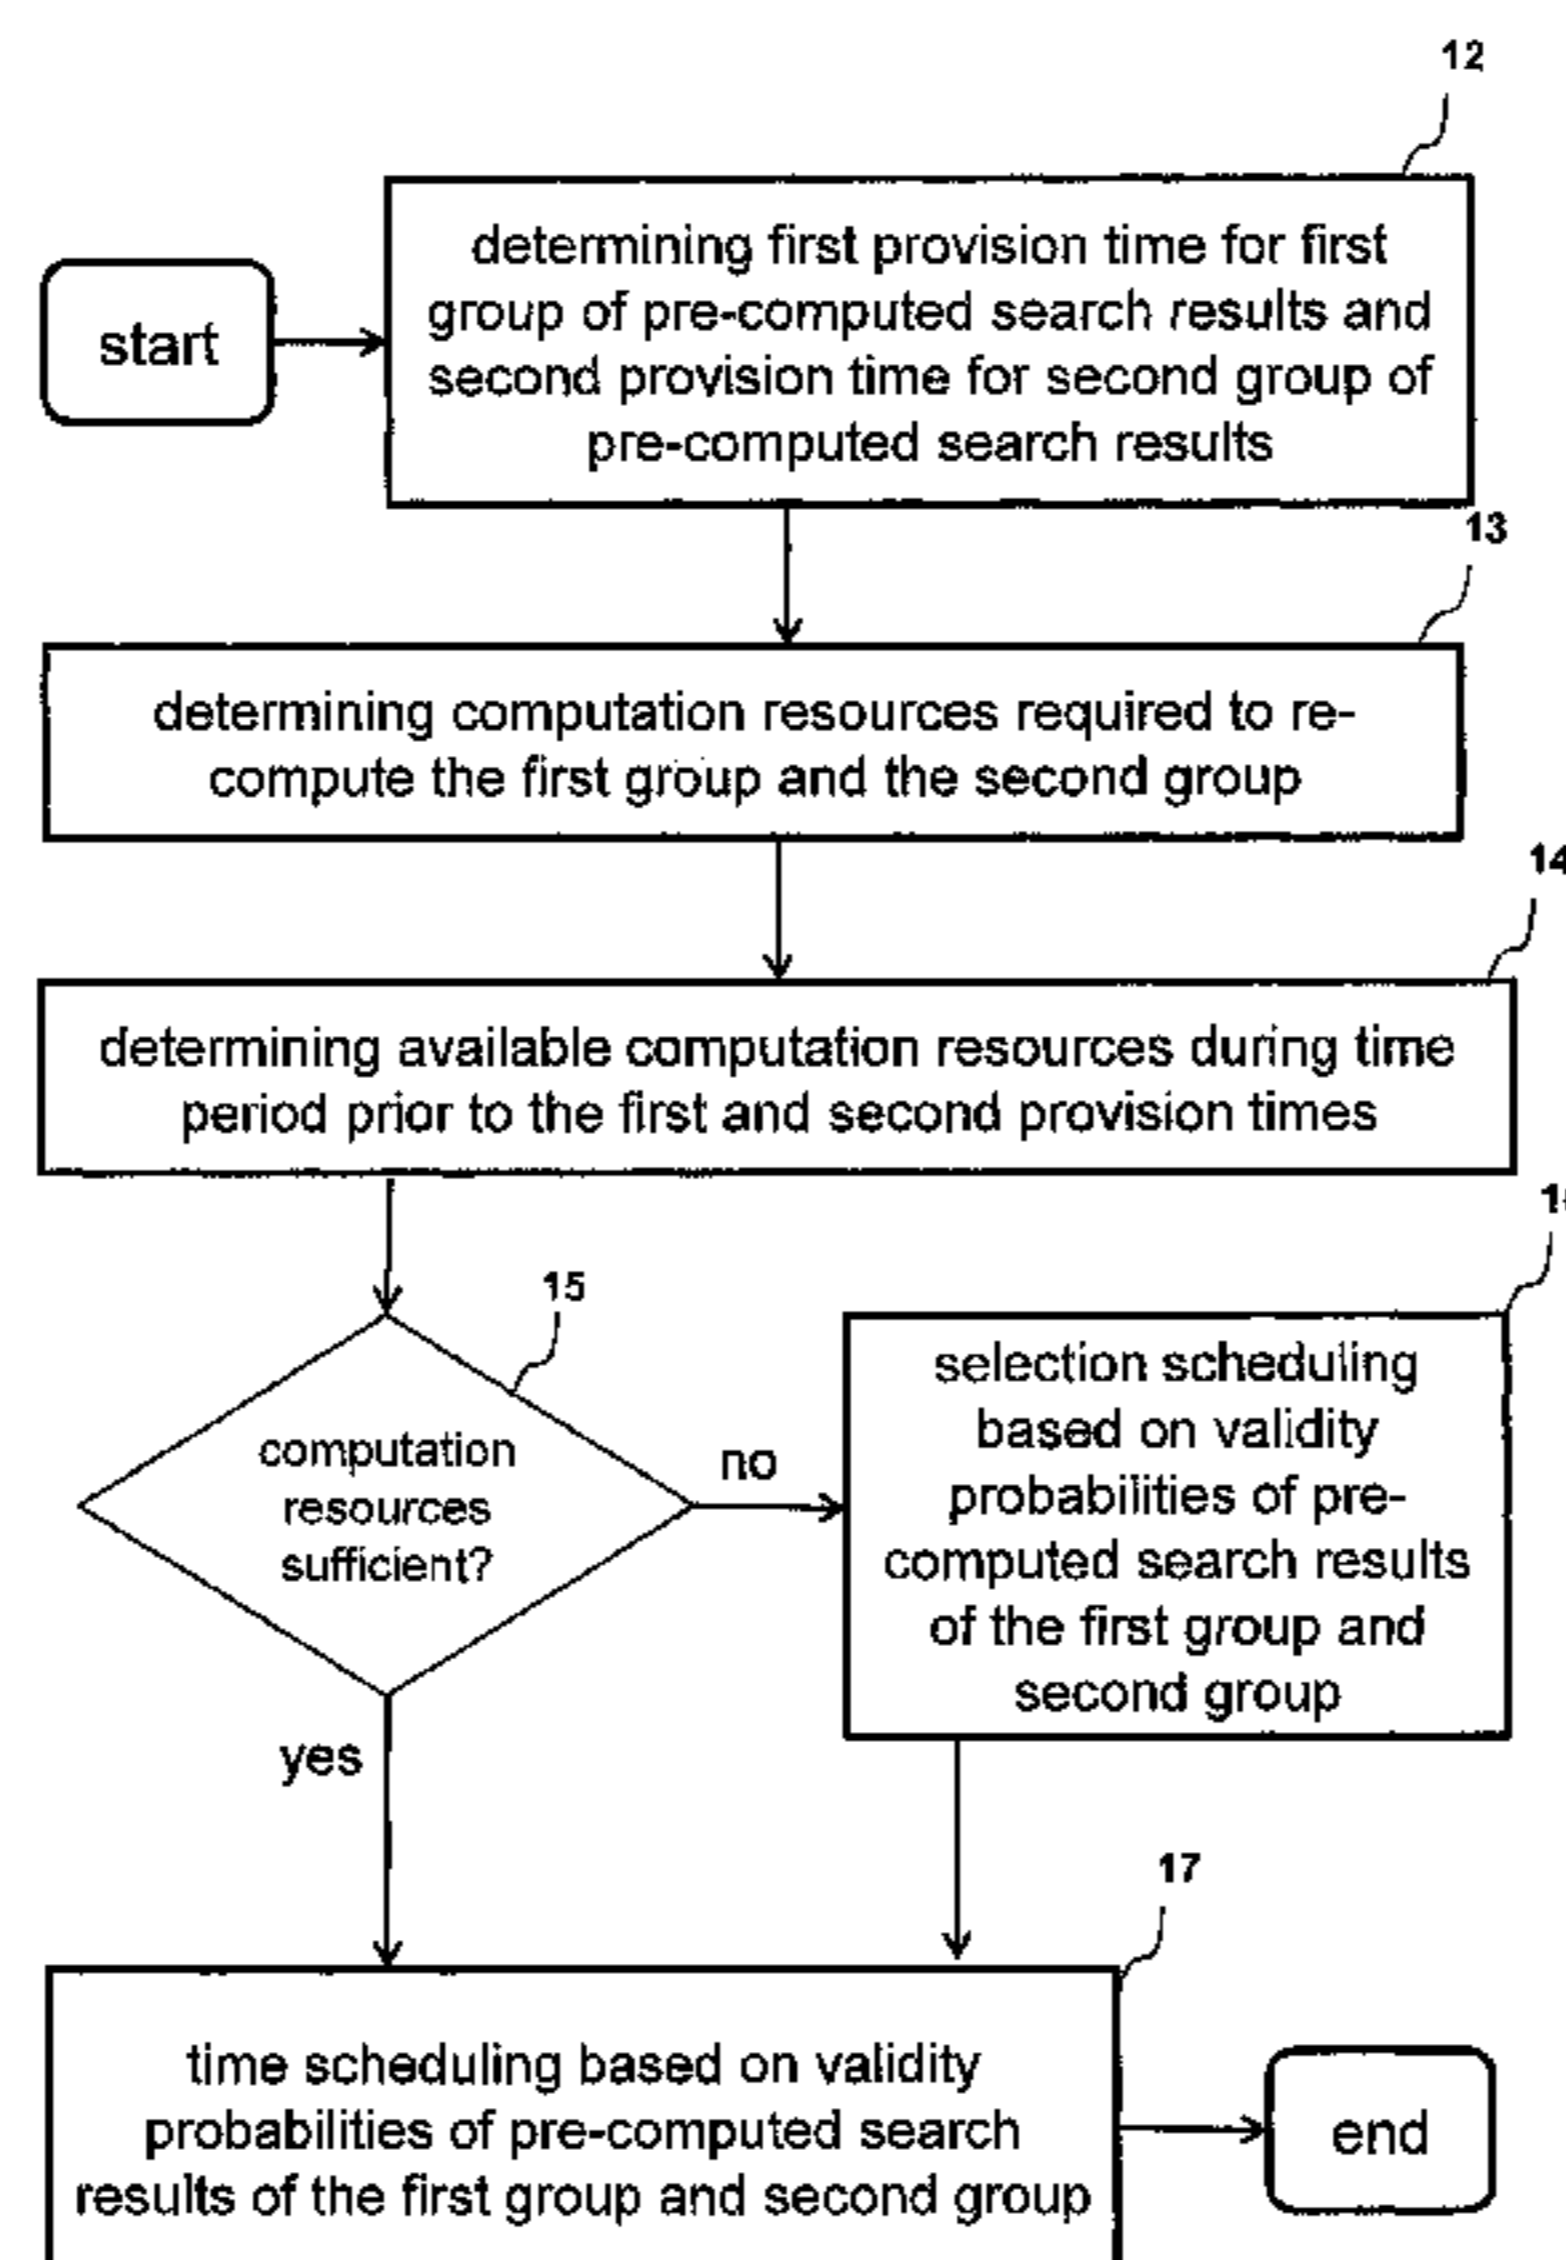 12
start
determining first provision time for first
group of pre-computed search results and
second provision time for second group of
pre-computed search results
13
determining computation resources required to re-
compute the first group and the second group
14
determining available computation resources during time
period prior to the first and second provision times
15
computation
resources
sufficient?
no
yes
selection scheduling
based on validity
probabilities of pre-
computed search results
of the first group and
second group
17
time scheduling based on validity
probabilities of pre-computed search
results of the first group and second group
end